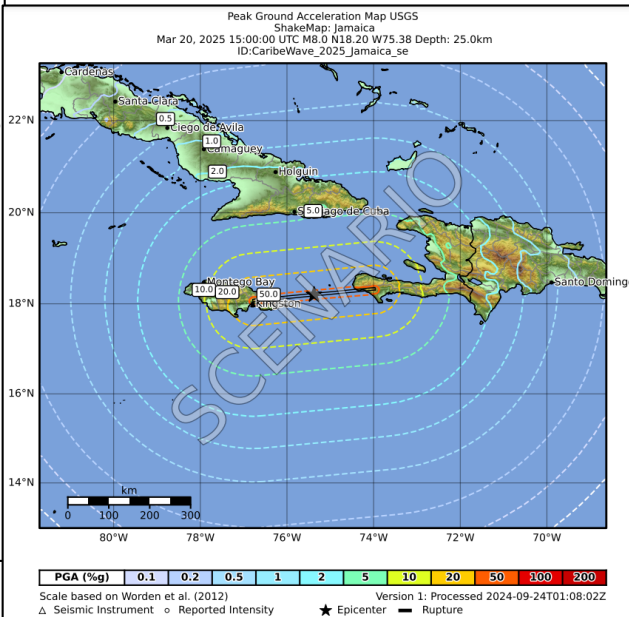 Peak Ground Acceleration Map USGS
ShakeMap: Jamaica
Mar 20, 2025 15:00:00 UTC M8.0 N18.20 W75.38 Depth: 25.0km
ID:CaribeWave_2025_Jamaica_se
Cardenas
Santa Clara
0.5
Ciego de Avila
22°N
1.0
Camaguey
2.0
Holguin
20°N
5.0
Santiago de Cuba
Montego Bay
10.0
20.0
50.0
Santo Doming
18°N
Kingston
SCENARIO
16°N
14°N
km
0 100 200 300
80°W 78°W 76°W 74°W 72°W 70°W
PGA (%g) 0.1 0.2 0.5 1 2 5 10 20 50 100 200
Scale based on Worden et al. (2012)
Version 1: Processed 2024-09-24T01:08:02Z
△ Seismic Instrument ○ Reported Intensity ★ Epicenter ━ Rupture